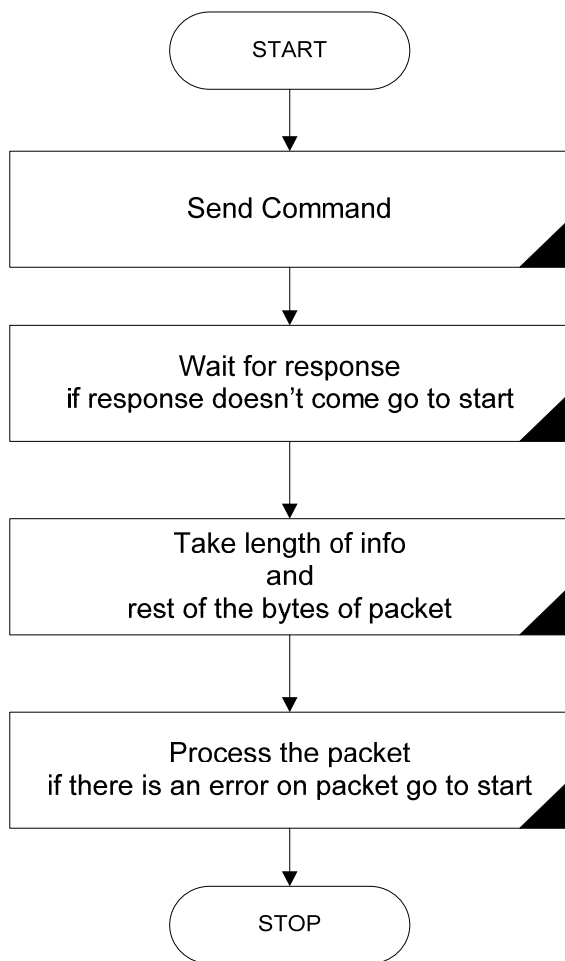 START
Send Command
Wait for response
if response doesn't come go to start
Take length of info
and
rest of the bytes of packet
Process the packet
if there is an error on packet go to start
STOP